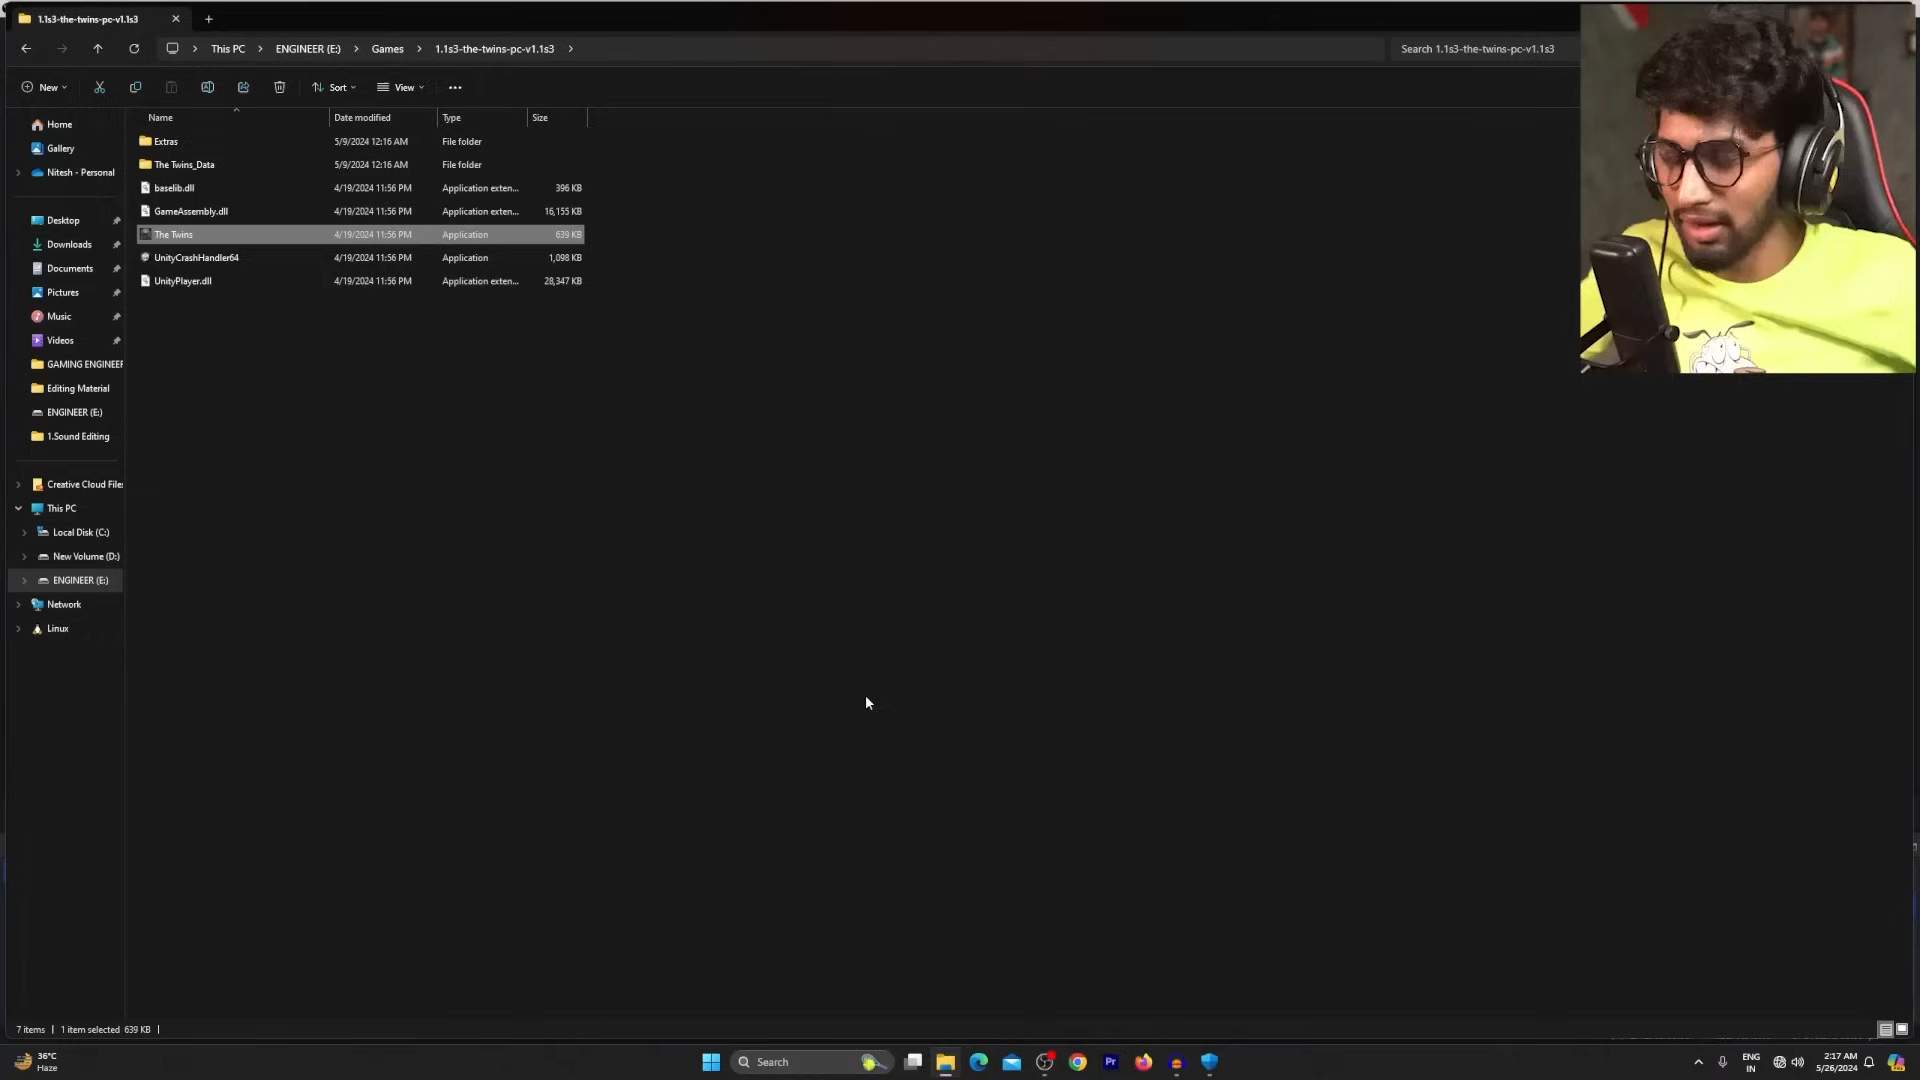 1.1s3-the-twins-pc-v1.1s3
This PC > ENGINEER (E:) > Games > 1.1s3-the-twins-pc-v1.1s3 >
Search 1.1s3-the-twins-pc-v1.1s3
New
Sort
View
Name Date modified Type Size
Extras 5/9/2024 12:16 AM File folder
The Twins_Data 5/9/2024 12:16 AM File folder
baselib.dll 4/19/2024 11:56 PM Application exten... 396 KB
GameAssembly.dll 4/19/2024 11:56 PM Application exten... 16,155 KB
The Twins 4/19/2024 11:56 PM Application 639 KB
UnityCrashHandler64 4/19/2024 11:56 PM Application 1,098 KB
UnityPlayer.dll 4/19/2024 11:56 PM Application exten... 28,347 KB
Home
Gallery
Nitesh - Personal
Desktop
Downloads
Documents
Pictures
Music
Videos
GAMING ENGINEER
Editing Material
ENGINEER (E:)
1.Sound Editing
Creative Cloud Files
This PC
Local Disk (C:)
New Volume (D:)
ENGINEER (E:)
Network
Linux
7 items | 1 item selected 639 KB |
36°C
Haze
Search
Pr
ENG
IN
2:17 AM
5/26/2024